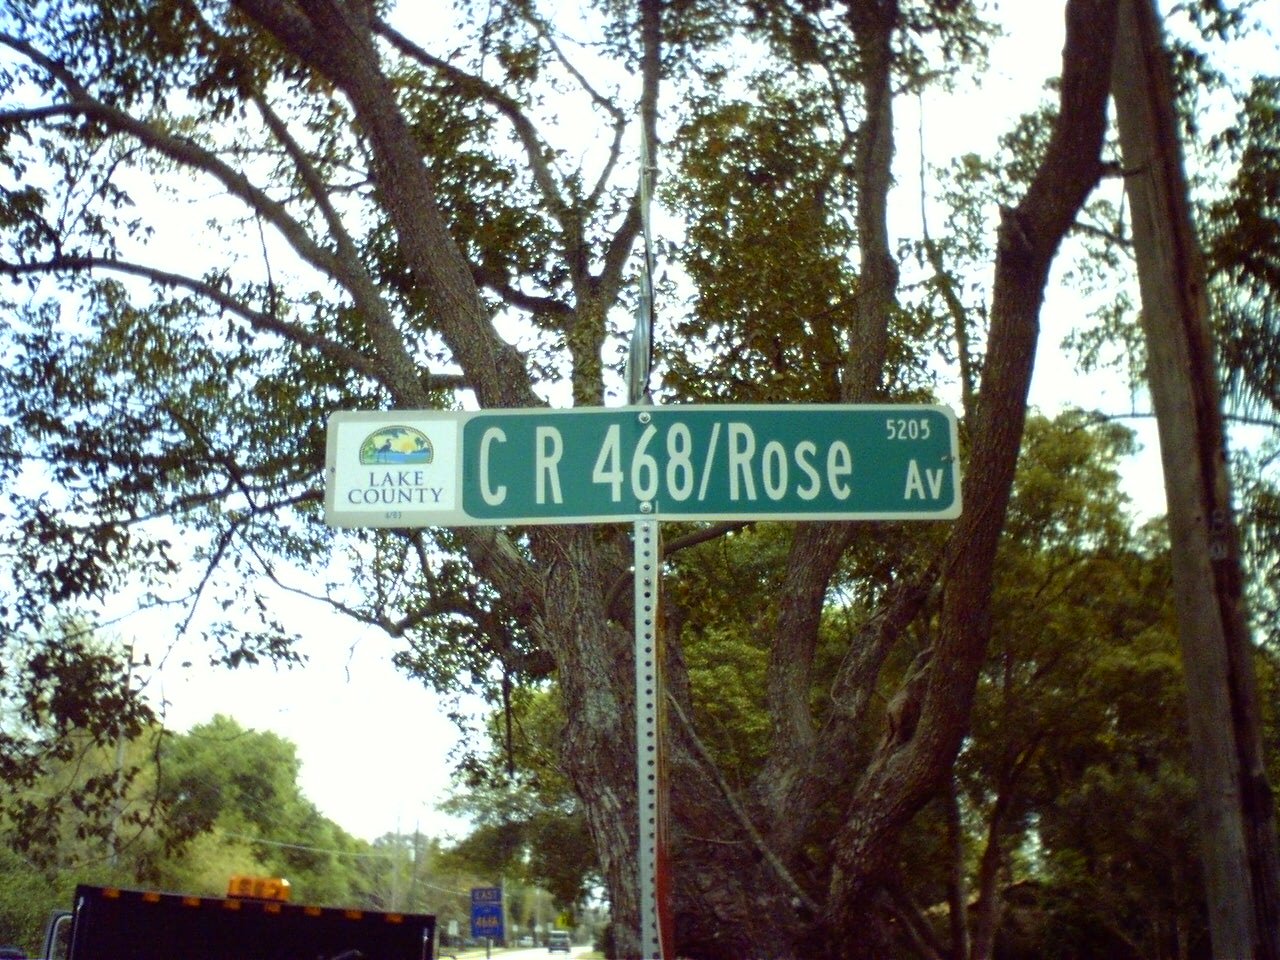 LAKE
COUNTY
C R 468/Rose Av
5205
EAST